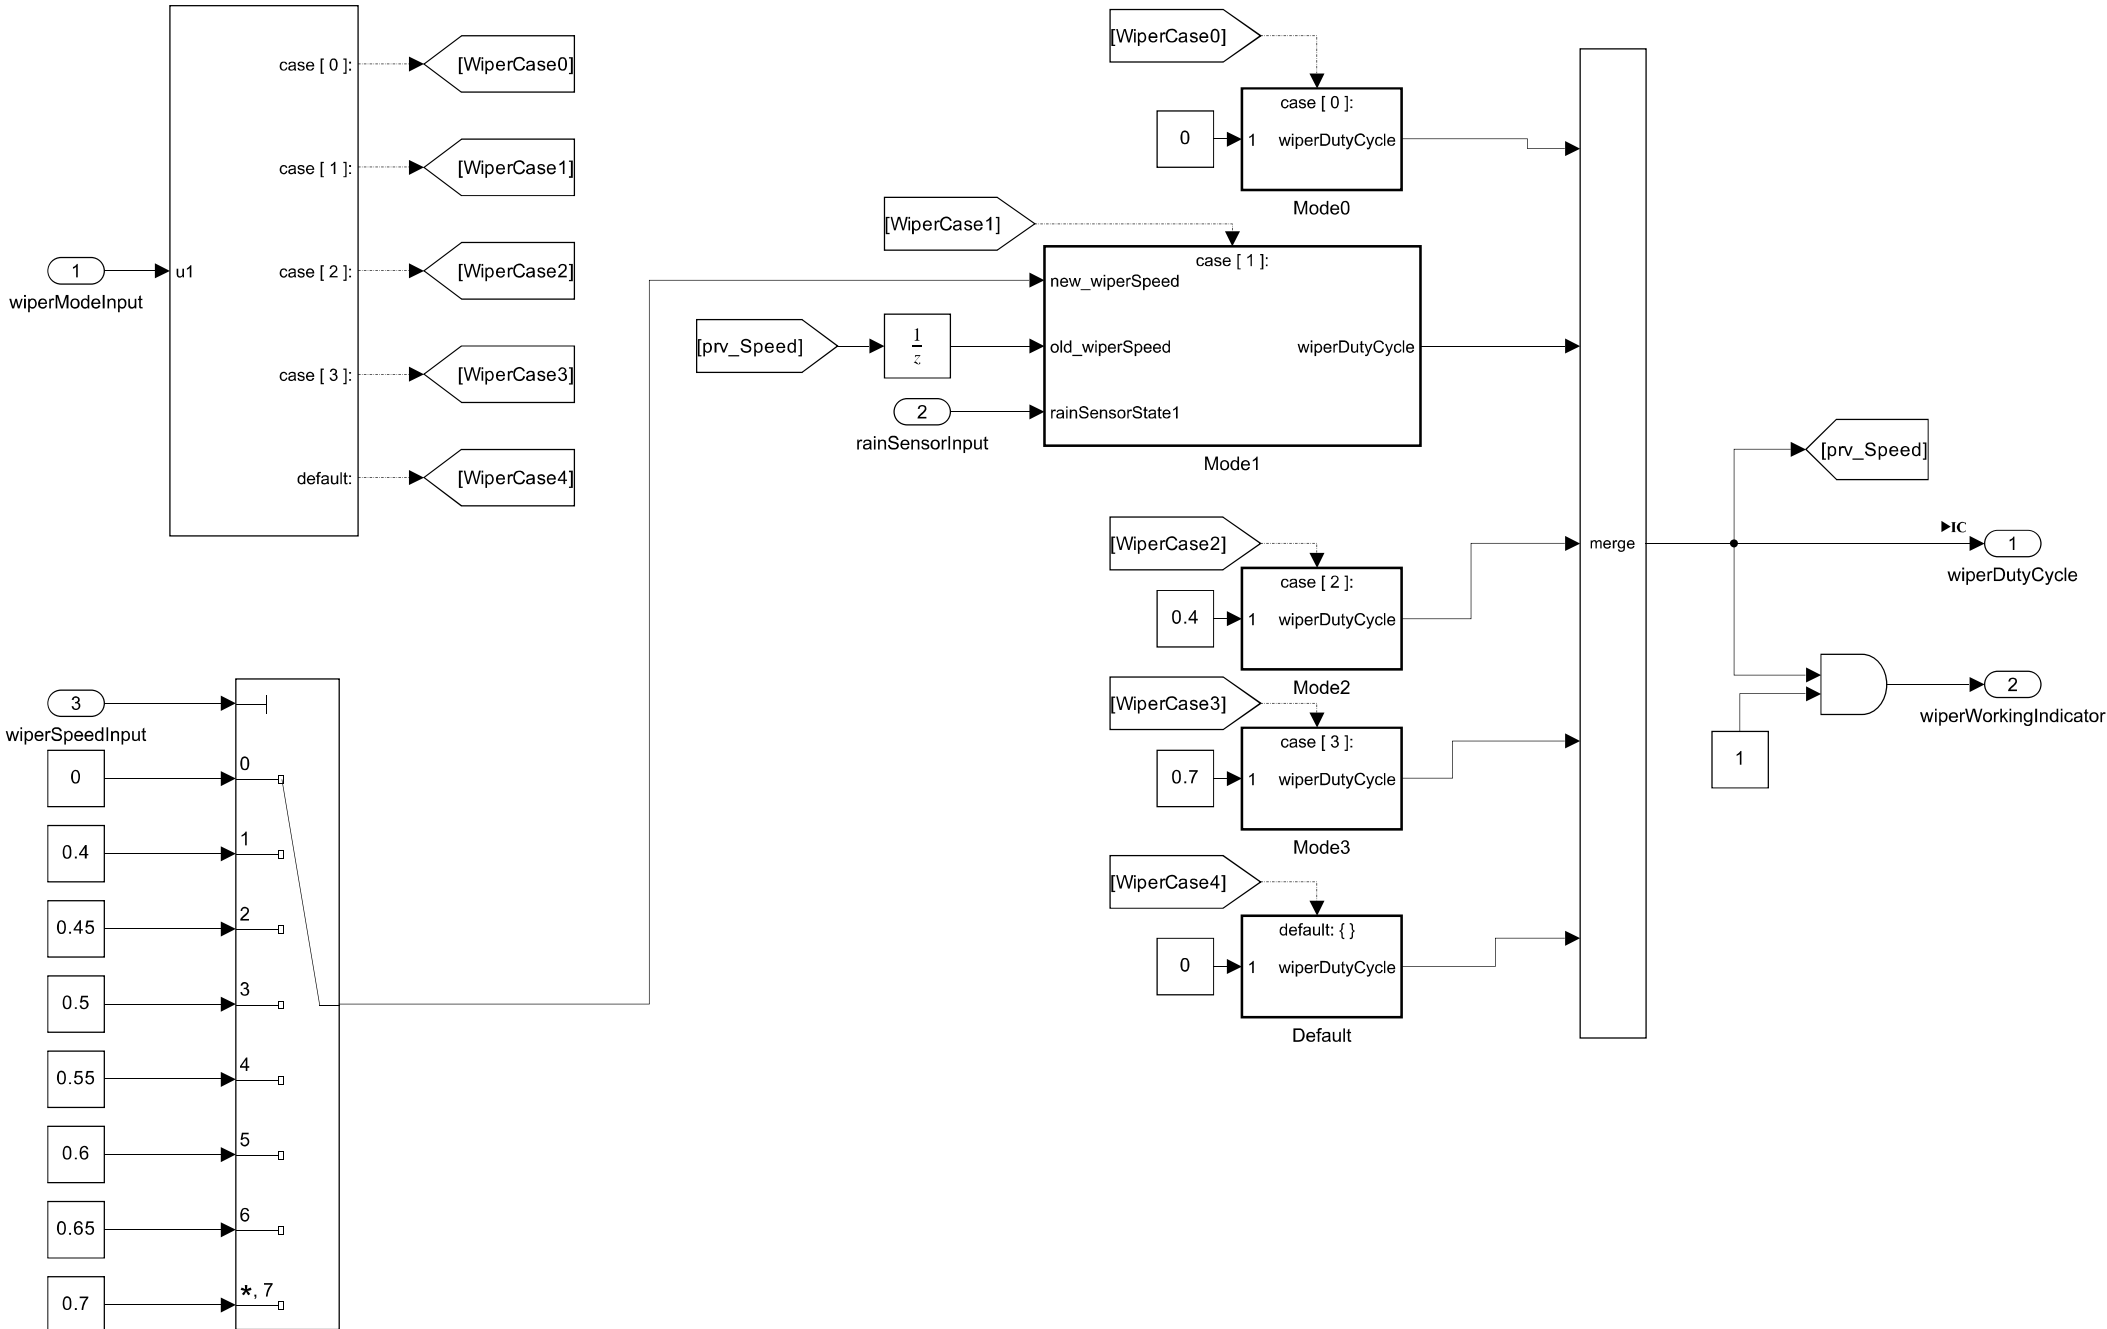 case [ 0 ]:
[WiperCase0]
case [ 1 ]:
[WiperCase1]
1
wiperModeInput
u1
case [ 2 ]:
[WiperCase2]
case [ 3 ]:
[WiperCase3]
default:
[WiperCase4]
3
wiperSpeedInput
0
0
0.4
1
0.45
2
0.5
3
0.55
4
0.6
5
0.65
6
0.7
*, 7
[WiperCase0]
case [ 0 ]:
0
1
wiperDutyCycle
Mode0
[WiperCase1]
case [ 1 ]:
new_wiperSpeed
[prv_Speed]
1
z
old_wiperSpeed
wiperDutyCycle
2
rainSensorInput
rainSensorState1
Mode1
[WiperCase2]
case [ 2 ]:
0.4
1
wiperDutyCycle
Mode2
[WiperCase3]
case [ 3 ]:
0.7
1
wiperDutyCycle
Mode3
[WiperCase4]
default: { }
0
1
wiperDutyCycle
Default
merge
[prv_Speed]
IC
1
wiperDutyCycle
2
wiperWorkingIndicator
1